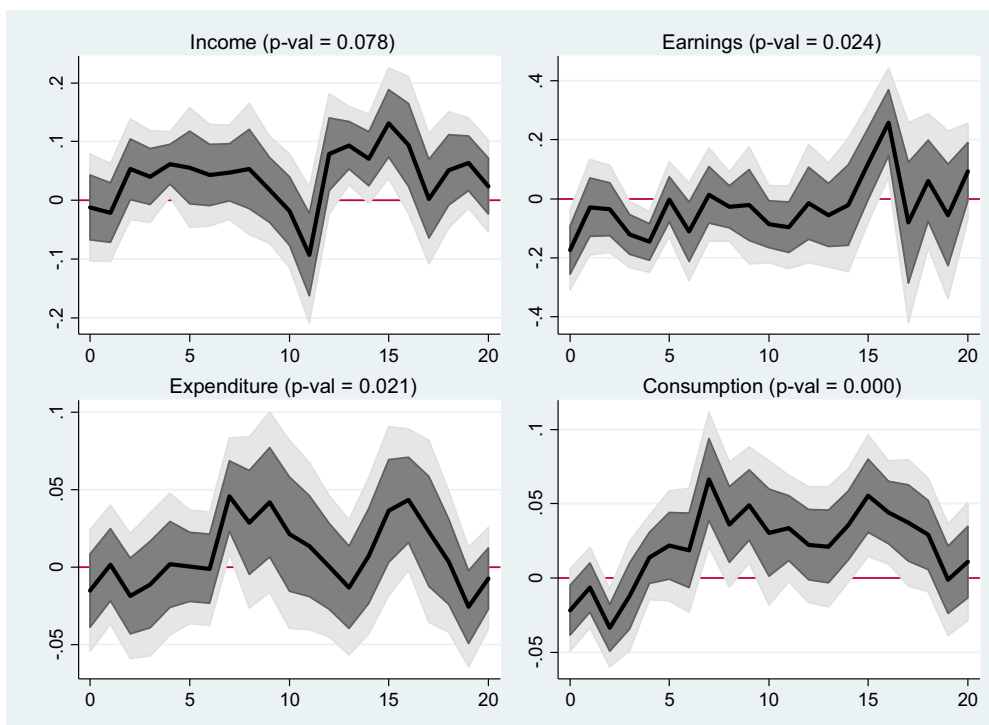 Income (p-val = 0.078)
.2
.1
0
-.1
-.2
0 5 10 15 20
Earnings (p-val = 0.024)
.4
.2
0
-.2
-.4
0 5 10 15 20
Expenditure (p-val = 0.021)
.1
.05
0
-.05
0 5 10 15 20
Consumption (p-val = 0.000)
.1
.05
0
-.05
0 5 10 15 20